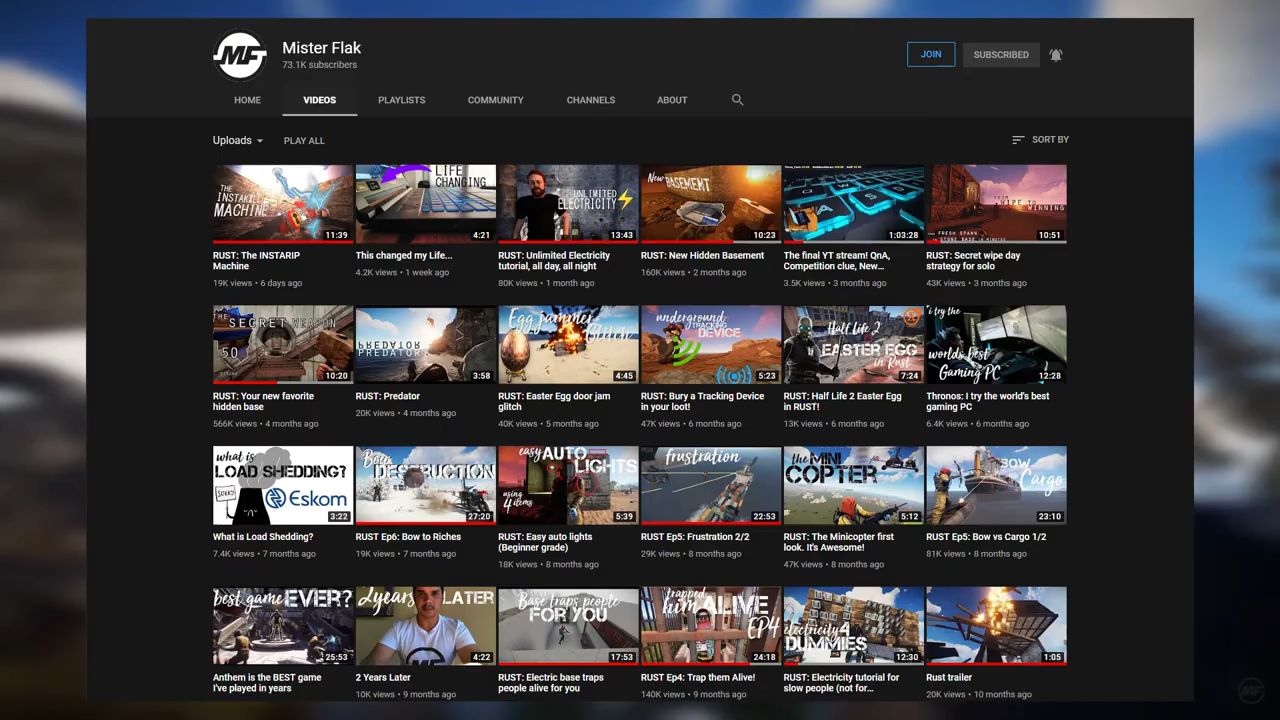 MF
Mister Flak
73.1K subscribers
JOIN
SUBSCRIBED
HOME
VIDEOS
PLAYLISTS
COMMUNITY
CHANNELS
ABOUT
Uploads
PLAY ALL
SORT BY
THE
INSTAKILL
MACHINE
11:39
LIFE
CHANGING
4:21
UNLIMITED
ELECTRICITY
13:43
New BASEMENT
10:23
1:03:28
WINNING
10:51
RUST: The INSTARIP
Machine
19K views • 6 days ago
This changed my Life...
4.2K views • 1 week ago
RUST: Unlimited Electricity
tutorial, all day, all night
80K views • 1 month ago
RUST: New Hidden Basement
160K views • 2 months ago
The final YT stream! QnA,
Competition clue, New...
3.5K views • 3 months ago
RUST: Secret wipe day
strategy for solo
43K views • 3 months ago
THE
SECRET WEAPON
50
10:20
PREDATOR
PREDATOR
3:58
Egg jammer
Glitch
4:45
underground
TRACKING
DEVICE
5:23
Half Life 2
EASTER EGG
in Rust
7:24
i try the
worlds best
Gaming PC
12:28
RUST: Your new favorite
hidden base
566K views • 4 months ago
RUST: Predator
20K views • 4 months ago
RUST: Easter Egg door jam
glitch
40K views • 5 months ago
RUST: Bury a Tracking Device
in your loot!
47K views • 6 months ago
RUST: Half Life 2 Easter Egg
in RUST!
13K views • 6 months ago
Thronos: I try the world's best
gaming PC
6.4K views • 6 months ago
what is
LOAD SHEDDING?
SORRY
Eskom
3:22
Bow
DESTRUCTION
27:20
easy AUTO
LIGHTS
using
4 items
5:39
frustration
22:53
the MINI
COPTER
5:12
BOW
vs
Cargo
23:10
What is Load Shedding?
7.4K views • 7 months ago
RUST Ep6: Bow to Riches
19K views • 7 months ago
RUST: Easy auto lights
(Beginner grade)
18K views • 8 months ago
RUST Ep5: Frustration 2/2
29K views • 8 months ago
RUST: The Minicopter first
look. It's Awesome!
47K views • 8 months ago
RUST Ep5: Bow vs Cargo 1/2
81K views • 8 months ago
best game EVER?
25:53
2years LATER
MF
4:22
Base traps people
FOR YOU
17:53
trapped
him ALIVE
EP4
24:18
electricity 4
DUMMIES
12:30
1:05
Anthem is the BEST game
I've played in years
2 Years Later
10K views • 9 months ago
RUST: Electric base traps
people alive for you
RUST Ep4: Trap them Alive!
140K views • 9 months ago
RUST: Electricity tutorial for
slow people (not for...
Rust trailer
20K views • 10 months ago
MF